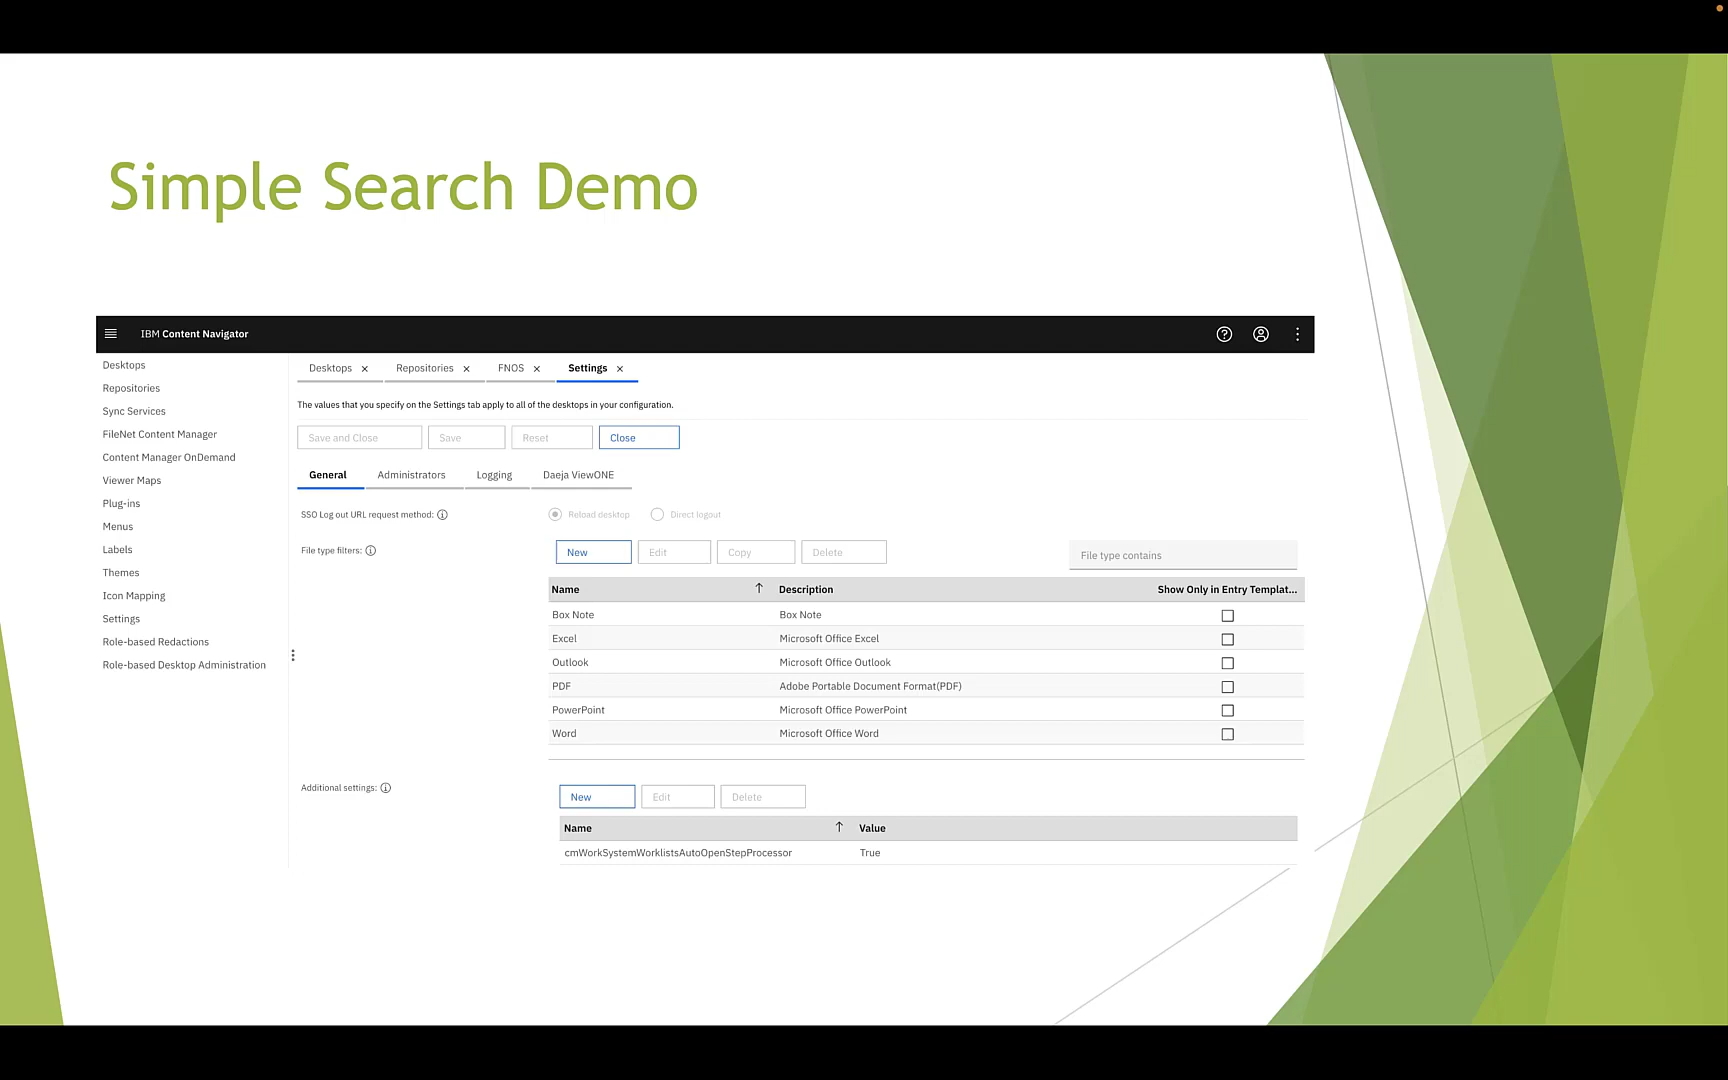 Simple Search Demo
IBM Content Navigator
Desktops
Repositories
Sync Services
FileNet Content Manager
Content Manager OnDemand
Viewer Maps
Plug-ins
Menus
Labels
Themes
Icon Mapping
Settings
Role-based Redactions
Role-based Desktop Administration
Desktops Repositories FNOS Settings
The values that you specify on the Settings tab apply to all of the desktops in your configuration.
Save and Close Save Reset Close
General Administrators Logging Daeja ViewONE
SSO Log out URL request method: Reload desktop Direct logout
File type filters: New Edit Copy Delete File type contains
Name Description Show Only in Entry Templat...
Box Note Box Note
Excel Microsoft Office Excel
Outlook Microsoft Office Outlook
PDF Adobe Portable Document Format(PDF)
PowerPoint Microsoft Office PowerPoint
Word Microsoft Office Word
Additional settings: New Edit Delete
Name Value
cmWorkSystemWorklistsAutoOpenStepProcessor True